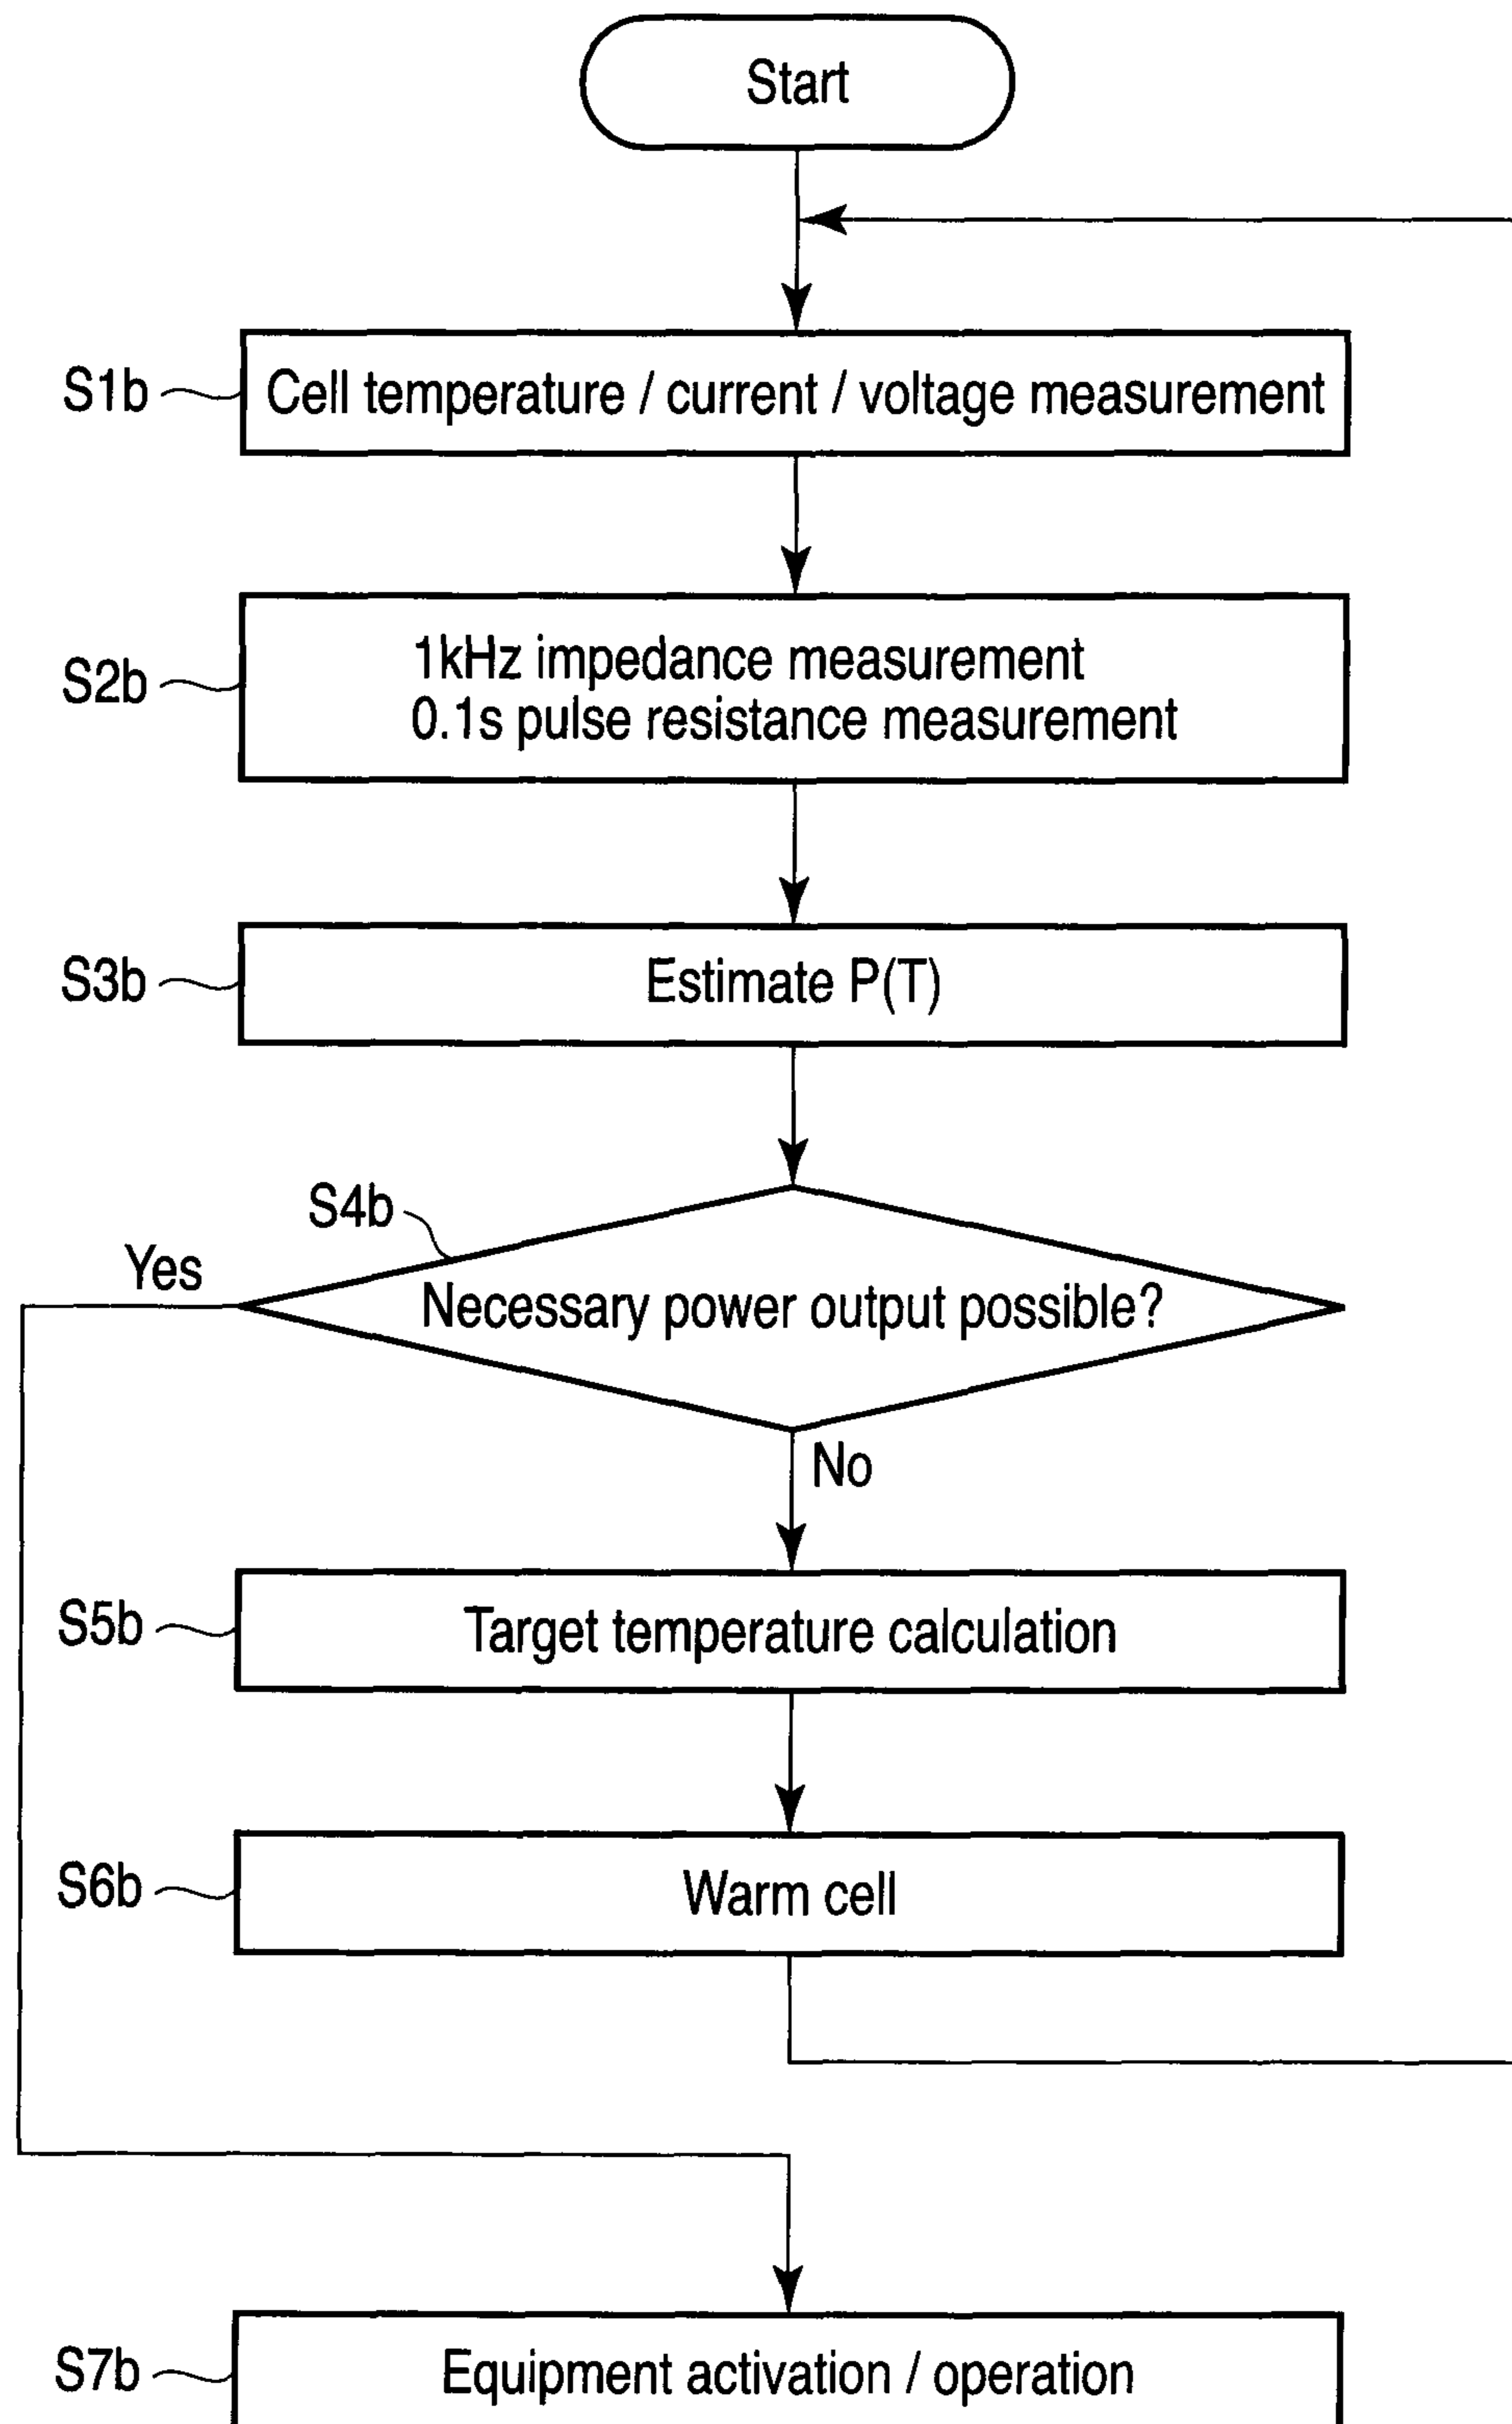 Start
S1b
Cell temperature / current / voltage measurement
S2b
1kHz impedance measurement
0.1s pulse resistance measurement
S3b
Estimate P(T)
S4b
Yes
Necessary power output possible?
No
S5b
Target temperature calculation
S6b
Warm cell
S7b
Equipment activation / operation